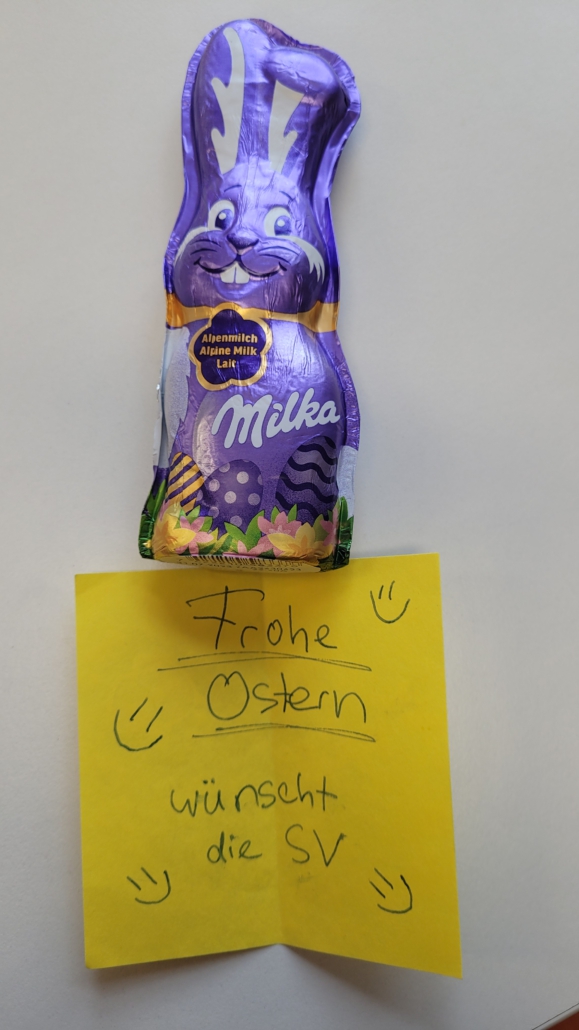 Alpenmilch
Alpine Milk
Lait
Milka
Frohe
Ostern
wünscht
die SV